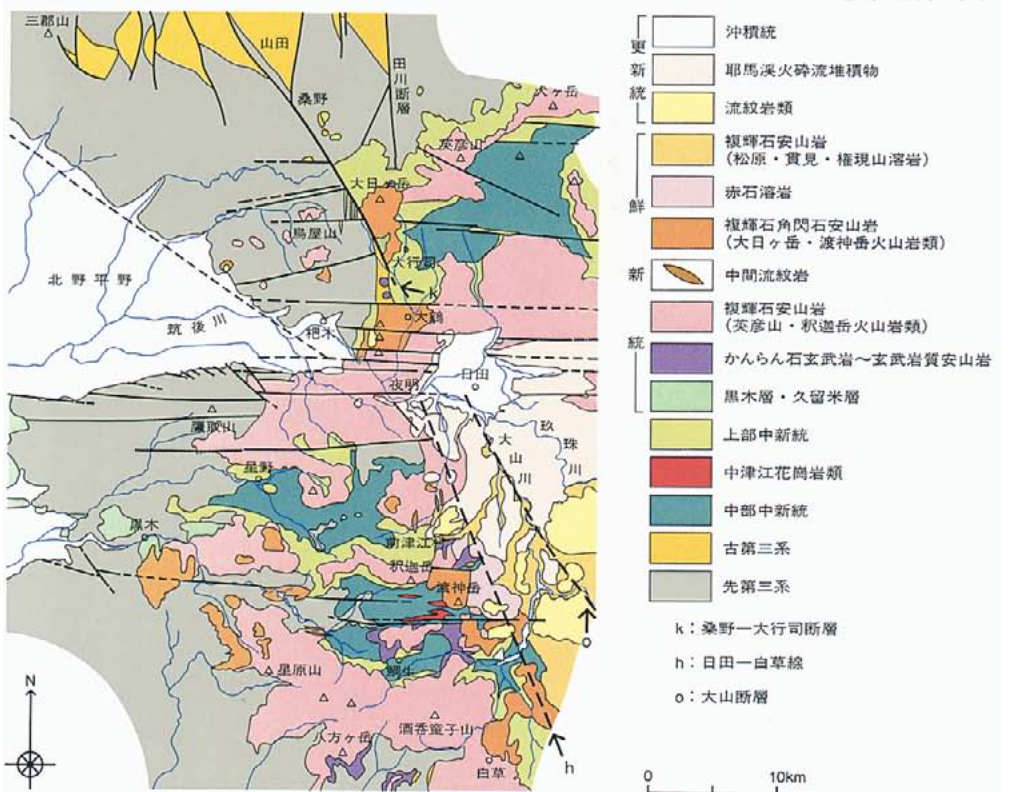 三郡山
山田
田川断層
桑野
犬ヶ岳
英彦山
大日ヶ岳
鳥屋山
大行司
北野平野
k
大鶴
筑後川
杷木
日田
夜明
鷹取山
玖珠川
大山川
星野
黒木
前津江村
釈迦岳
渡神岳
o
鯛生
星原山
酒呑童子山
八方ヶ岳
白草
h
N
更新統
沖積統
耶馬渓火砕流堆積物
流紋岩類
鮮新統
複輝石安山岩
(松原・貫見・権現山溶岩)
赤石溶岩
複輝石角閃石安山岩
(大日ヶ岳・渡神番火山岩類)
中間流紋岩
複輝石安山岩
(英彦山・釈迦岳火山岩類)
かんらん石玄武岩〜玄武岩質安山岩
黒木層・久留米層
上部中新統
中津江花崗岩類
中部中新統
古第三系
先第三系
k：桑野ー大行司断層
h：日田ー白草線
o：大山断層
0 10km